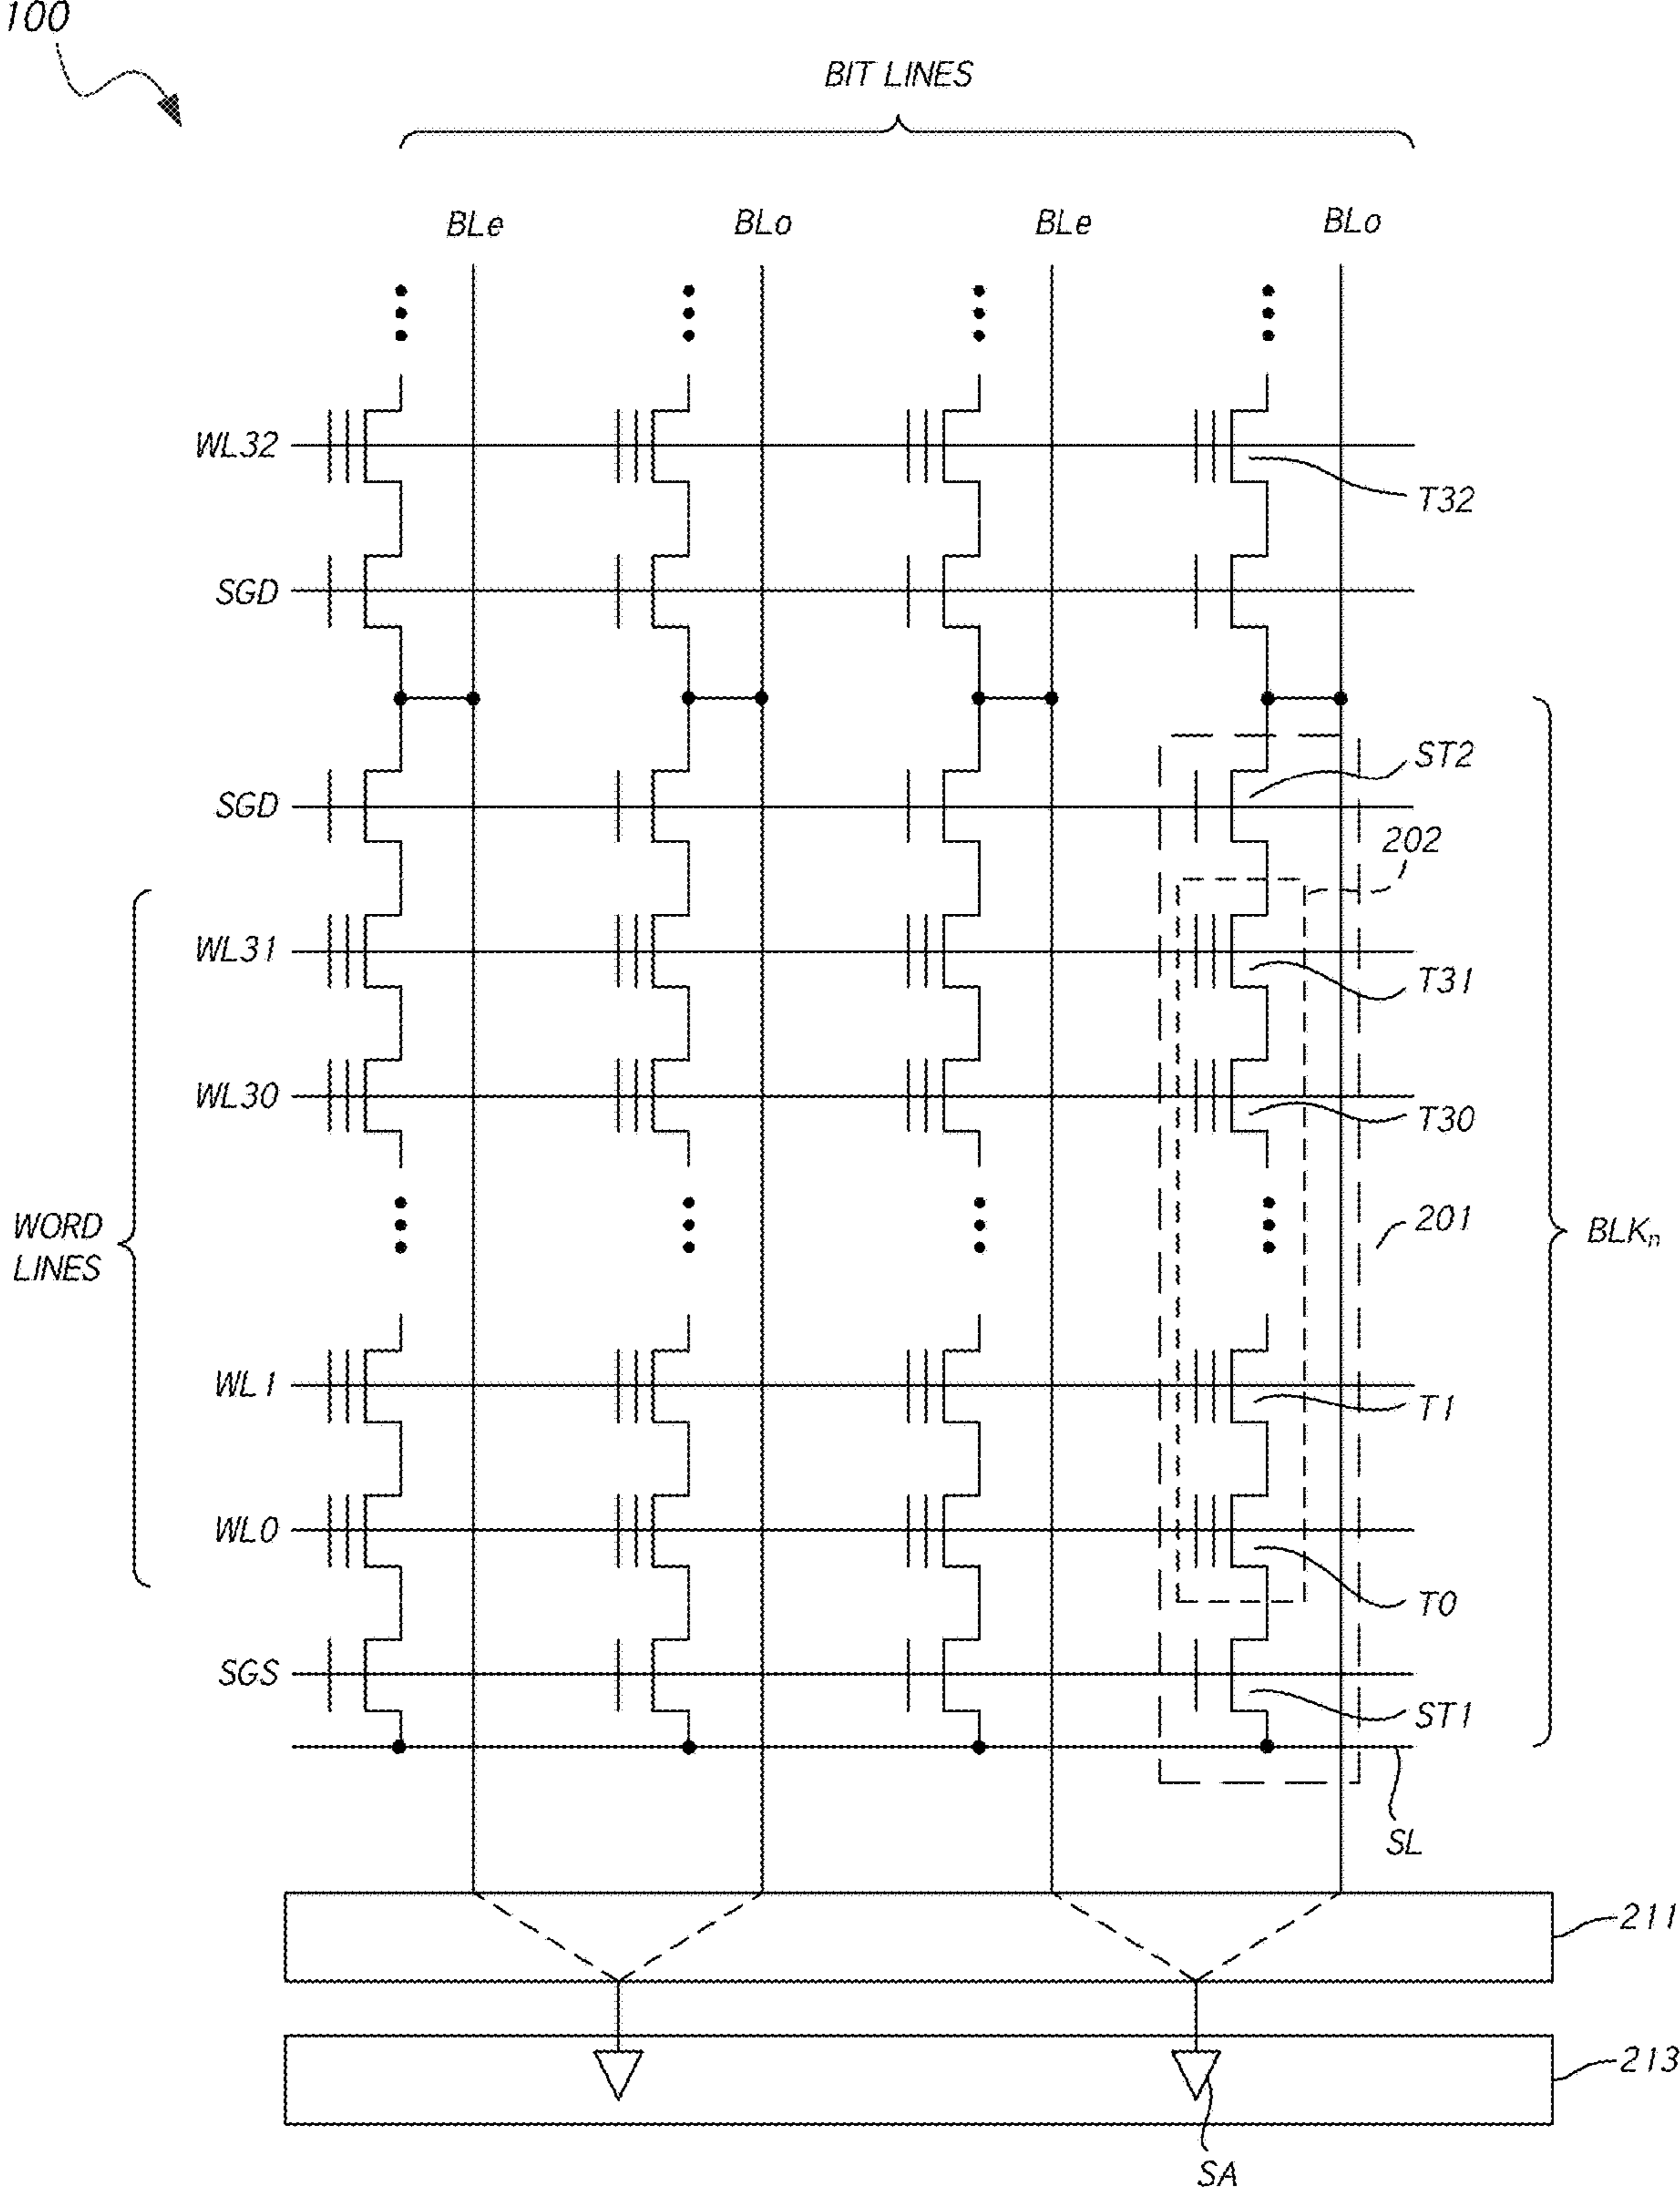 100
BIT LINES
BLe BLo BLe BLo
WL32
T32
SGD
ST2
SGD
202
WL31
T31
WL30
T30
WORD
LINES
201
BLKn
WL1
T1
WL0
T0
SGS
ST1
SL
211
213
SA